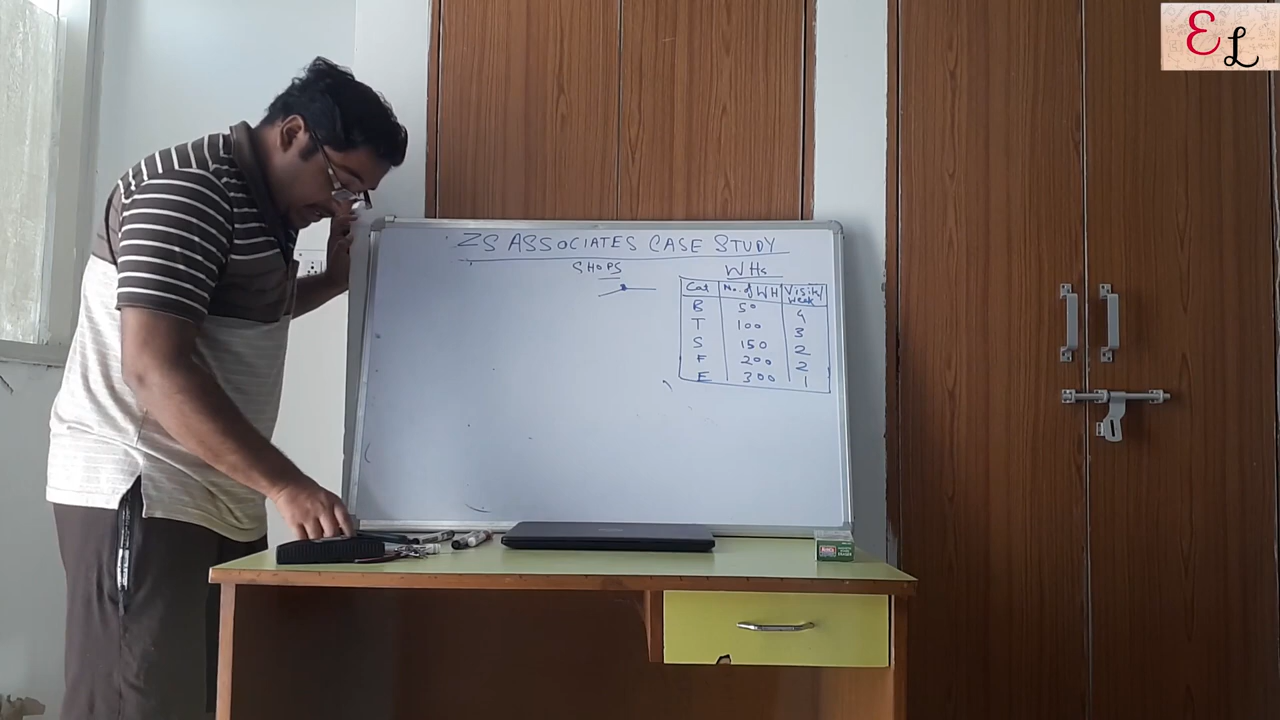 EL
ZS ASSOCIATES CASE STUDY
SHOPS
WHs
Cat No. of WH Visits/week
B 50 4
T 100 3
S 150 2
F 200 2
E 300 1